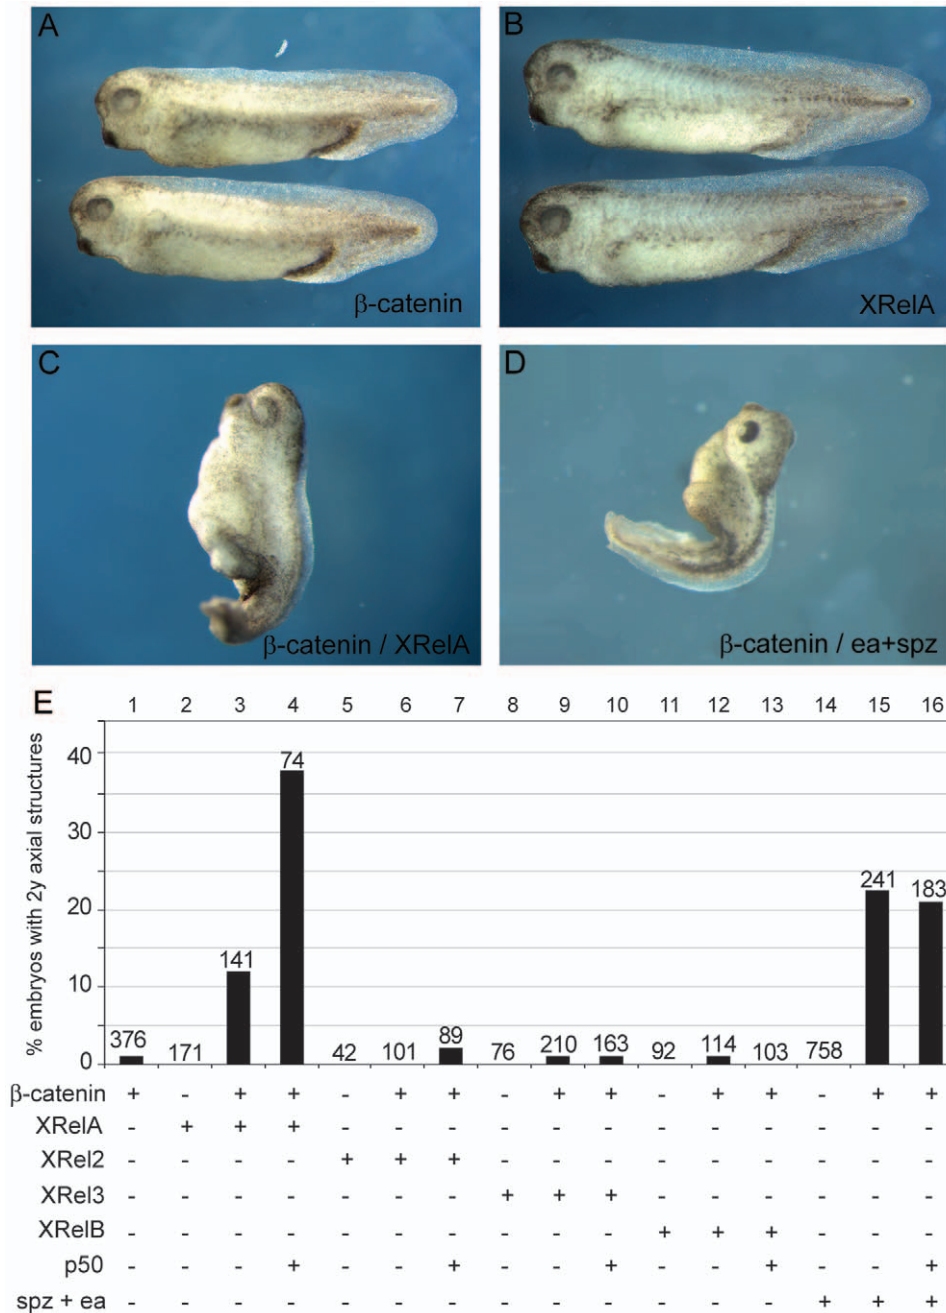 A
β-catenin
B
XRelA
C
β-catenin / XRelA
D
β-catenin / ea+spz
E
1 2 3 4 5 6 7 8 9 10 11 12 13 14 15 16
% embryos with 2y axial structures
40
30
20
10
0
376 171 141 74 42 101 89 76 210 163 92 114 103 758 241 183
β-catenin + - + + - + + - + + - + + - + +
XRelA - + + + - - - - - - - - - - - -
XRel2 - - - - + + + - - - - - - - - -
XRel3 - - - - - - - + + + - - - - - -
XRelB - - - - - - - - - - + + + - - -
p50 - - - + - - + - - + - - + - - +
spz + ea - - - - - - - - - - - - - + + +